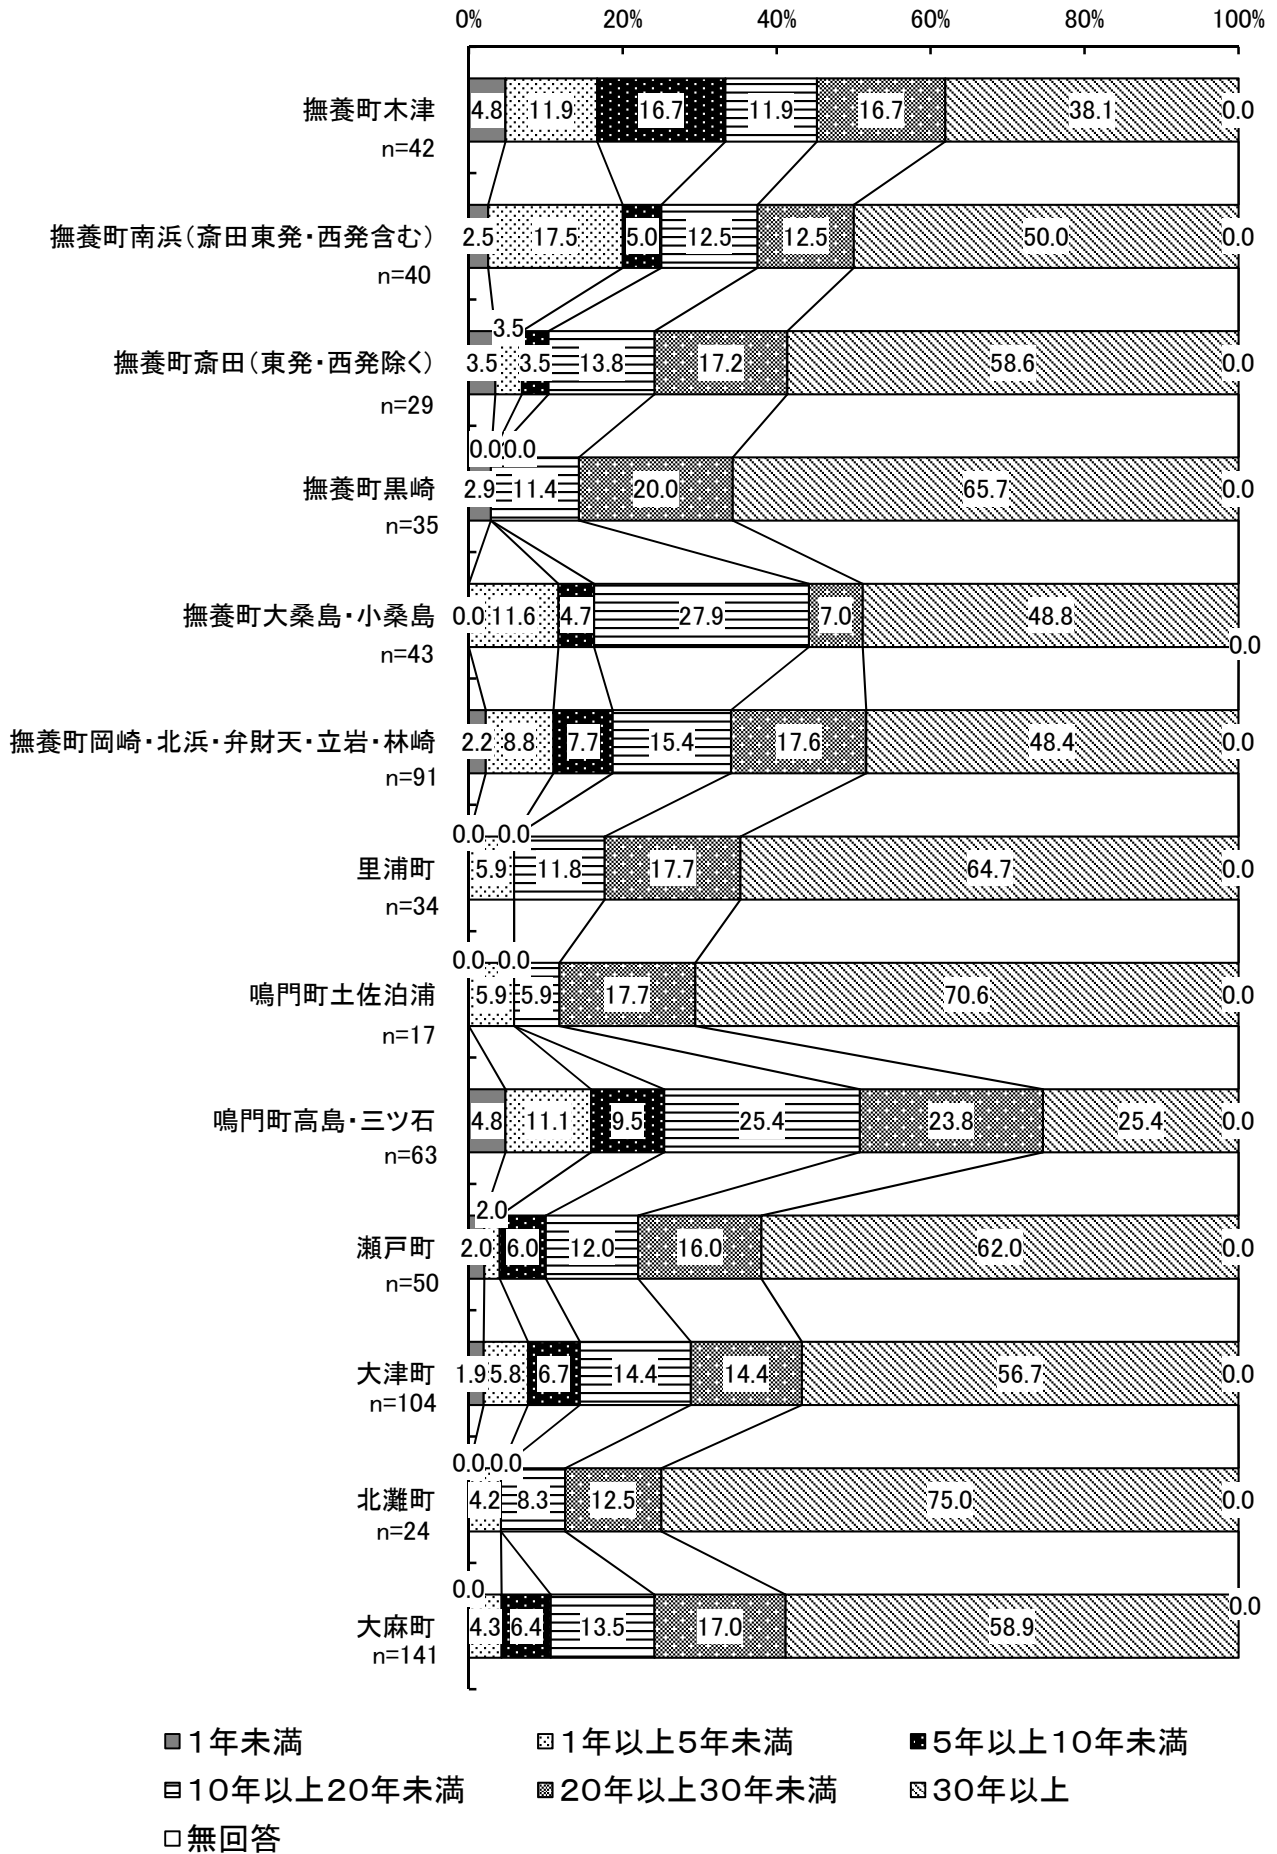 0% 20% 40% 60% 80% 100%
撫養町木津 4.8 11.9 16.7 11.9 16.7 38.1 0.0
n=42
撫養町南浜（斎田東発・西発含む） 2.5 17.5 5.0 12.5 12.5 50.0 0.0
n=40
3.5
撫養町斎田（東発・西発除く） 3.5 3.5 13.8 17.2 58.6 0.0
n=29
0.0 0.0
撫養町黒崎 2.9 11.4 20.0 65.7 0.0
n=35
撫養町大桑島・小桑島 0.0 11.6 4.7 27.9 7.0 48.8
0.0
n=43
撫養町岡崎・北浜・弁財天・立岩・林崎 2.2 8.8 7.7 15.4 17.6 48.4 0.0
n=91
0.0 0.0
里浦町 5.9 11.8 17.7 64.7 0.0
n=34
0.0 0.0
鳴門町土佐泊浦 5.9 5.9 17.7 70.6 0.0
n=17
鳴門町高島・三ツ石 4.8 11.1 9.5 25.4 23.8 25.4 0.0
n=63
2.0
瀬戸町 2.0 6.0 12.0 16.0 62.0 0.0
n=50
大津町 1.9 5.8 6.7 14.4 14.4 56.7 0.0
n=104
0.0 0.0
北灘町 4.2 8.3 12.5 75.0 0.0
n=24
0.0 0.0
大麻町 4.3 6.4 13.5 17.0 58.9
n=141
１年未満 １年以上５年未満 ５年以上１０年未満
１０年以上２０年未満 ２０年以上３０年未満 ３０年以上
無回答